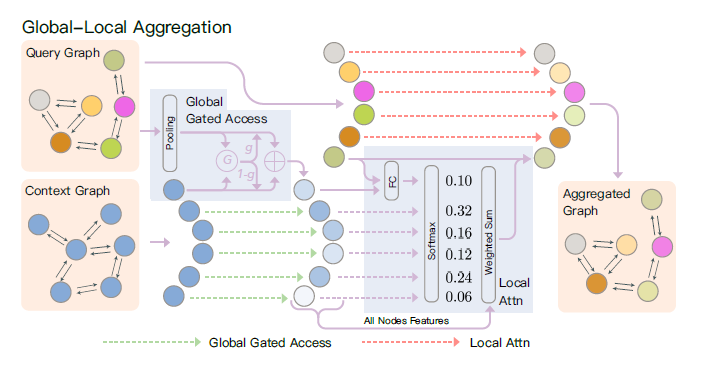 Global-Local Aggregation
Query Graph
Global
Gated Access
Pooling
G
g
1-g
Context Graph
FC
Softmax
0.10
0.32
0.16
0.12
0.24
0.06
Weighted Sum
Local
Attn
Aggregated
Graph
All Nodes Features
Global Gated Access
Local Attn